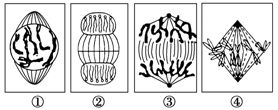 ① ② ③ ④